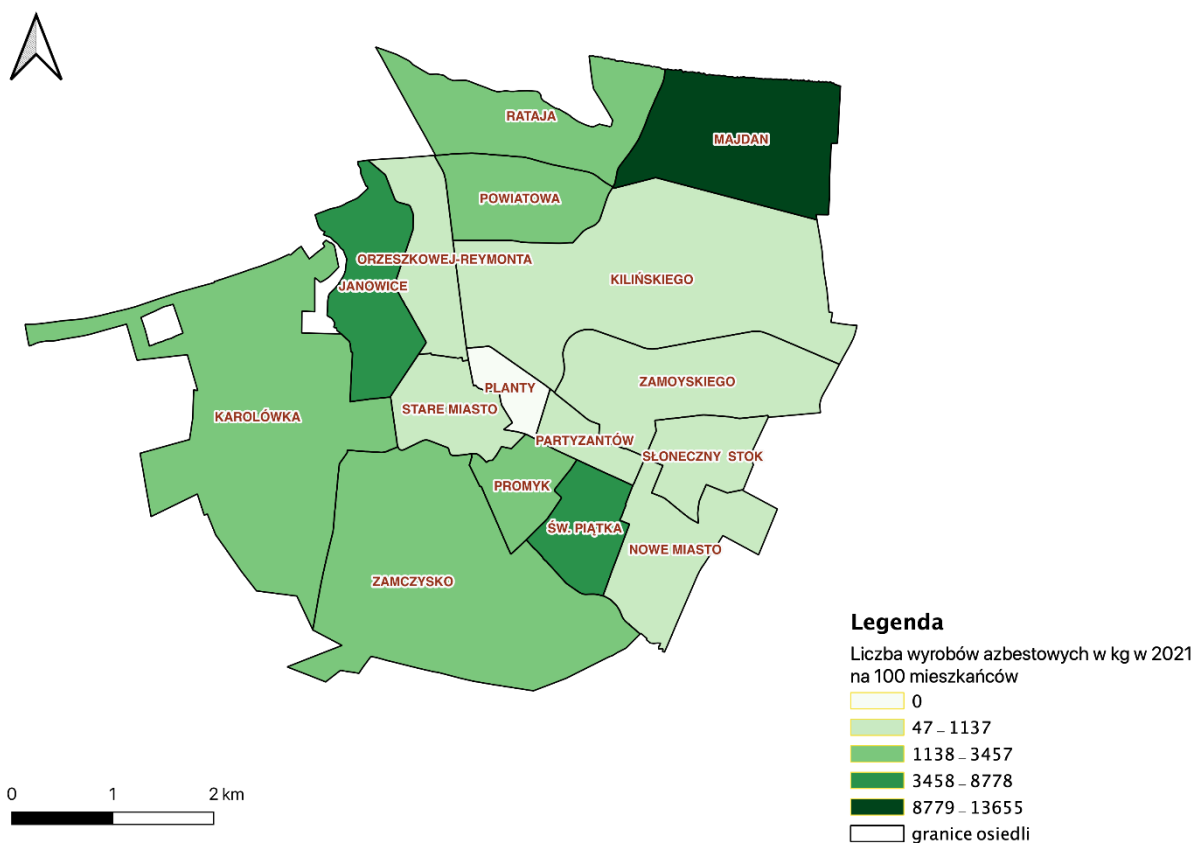 RATAJA
MAJDAN
POWIATOWA
ORZESZKOWEJ-REYMONTA
KILIŃSKIEGO
JANOWICE
ZAMOYSKIEGO
PLANTY
STARE MIASTO
KAROLÓWKA
PARTYZANTÓW
SŁONECZNY STOK
PROMYK
ŚW. PIĄTKA
NOWE MIASTO
ZAMCZYSKO
Legenda
Liczba wyrobów azbestowych w kg w 2021
na 100 mieszkańców
0
47 – 1137
1138 – 3457
3458 – 8778
8779 – 13655
granice osiedli
0 1 2 km